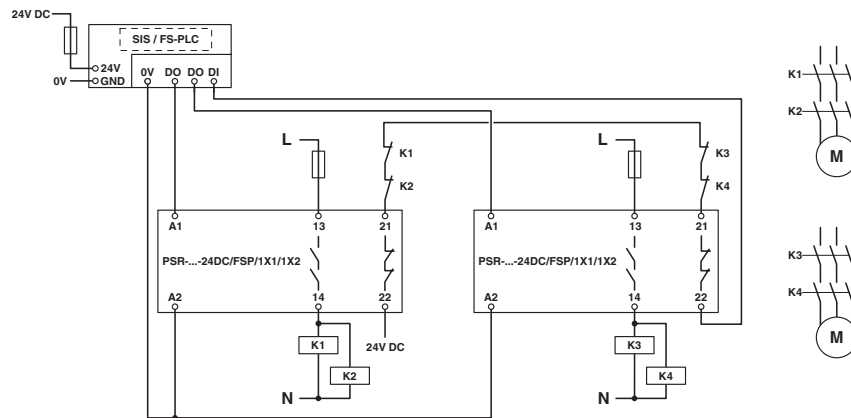 24V DC
SIS / FS-PLC
24V
0V
GND
0V DO DO DI
L
K1
K2
L
K3
K4
A1 13 21
PSR-...-24DC/FSP/1X1/1X2
A2 14 22
A1 13 21
PSR-...-24DC/FSP/1X1/1X2
A2 14 22
K1
K2
24V DC
N
K3
K4
N
K1
K2
M
K3
K4
M